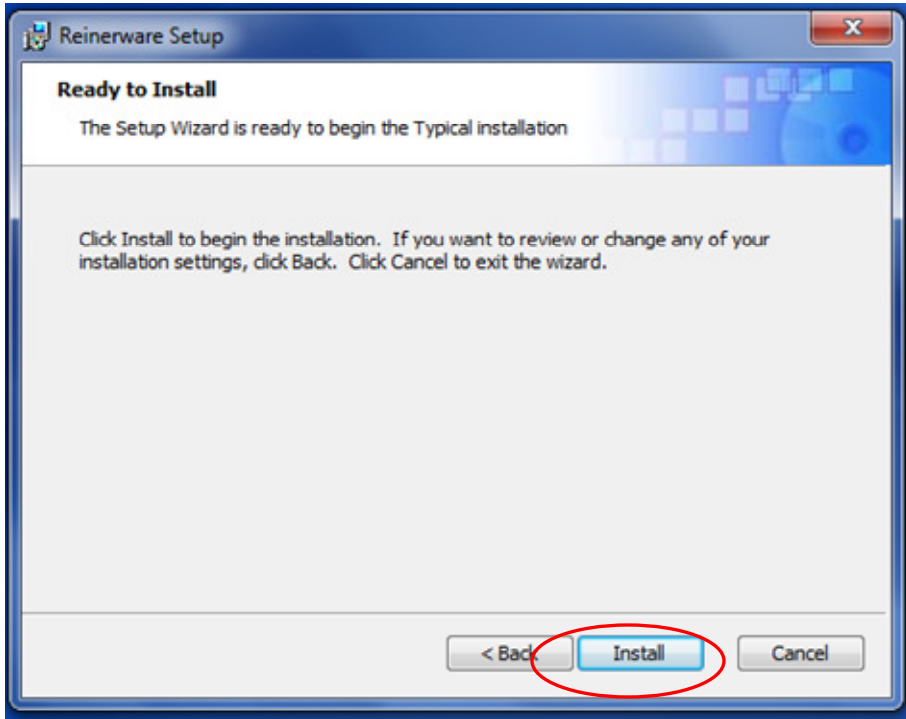 Reinerware Setup
x
Ready to Install
The Setup Wizard is ready to begin the Typical installation
Click Install to begin the installation.  If you want to review or change any of your
installation settings, click Back.  Click Cancel to exit the wizard.
< Back Install Cancel